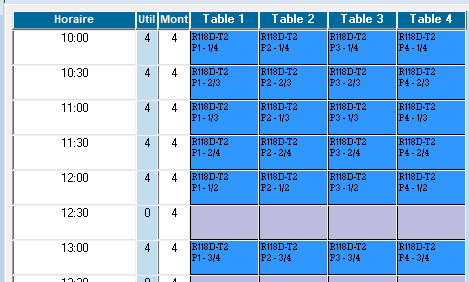 Horaire Util Mont Table 1 Table 2 Table 3 Table 4
10:00 4 4 R118D-T2 R118D-T2 R118D-T2 R118D-T2
P1 - 1/4 P2 - 1/4 P3 - 1/4 P4 - 1/4
10:30 4 4 R118D-T2 R118D-T2 R118D-T2 R118D-T2
P1 - 2/3 P2 - 2/3 P3 - 2/3 P4 - 2/3
11:00 4 4 R118D-T2 R118D-T2 R118D-T2 R118D-T2
P1 - 1/3 P2 - 1/3 P3 - 1/3 P4 - 1/3
11:30 4 4 R118D-T2 R118D-T2 R118D-T2 R118D-T2
P1 - 2/4 P2 - 2/4 P3 - 2/4 P4 - 2/4
12:00 4 4 R118D-T2 R118D-T2 R118D-T2 R118D-T2
P1 - 1/2 P2 - 1/2 P3 - 1/2 P4 - 1/2
12:30 0 4
13:00 4 4 R118D-T2 R118D-T2 R118D-T2 R118D-T2
P1 - 3/4 P2 - 3/4 P3 - 3/4 P4 - 3/4